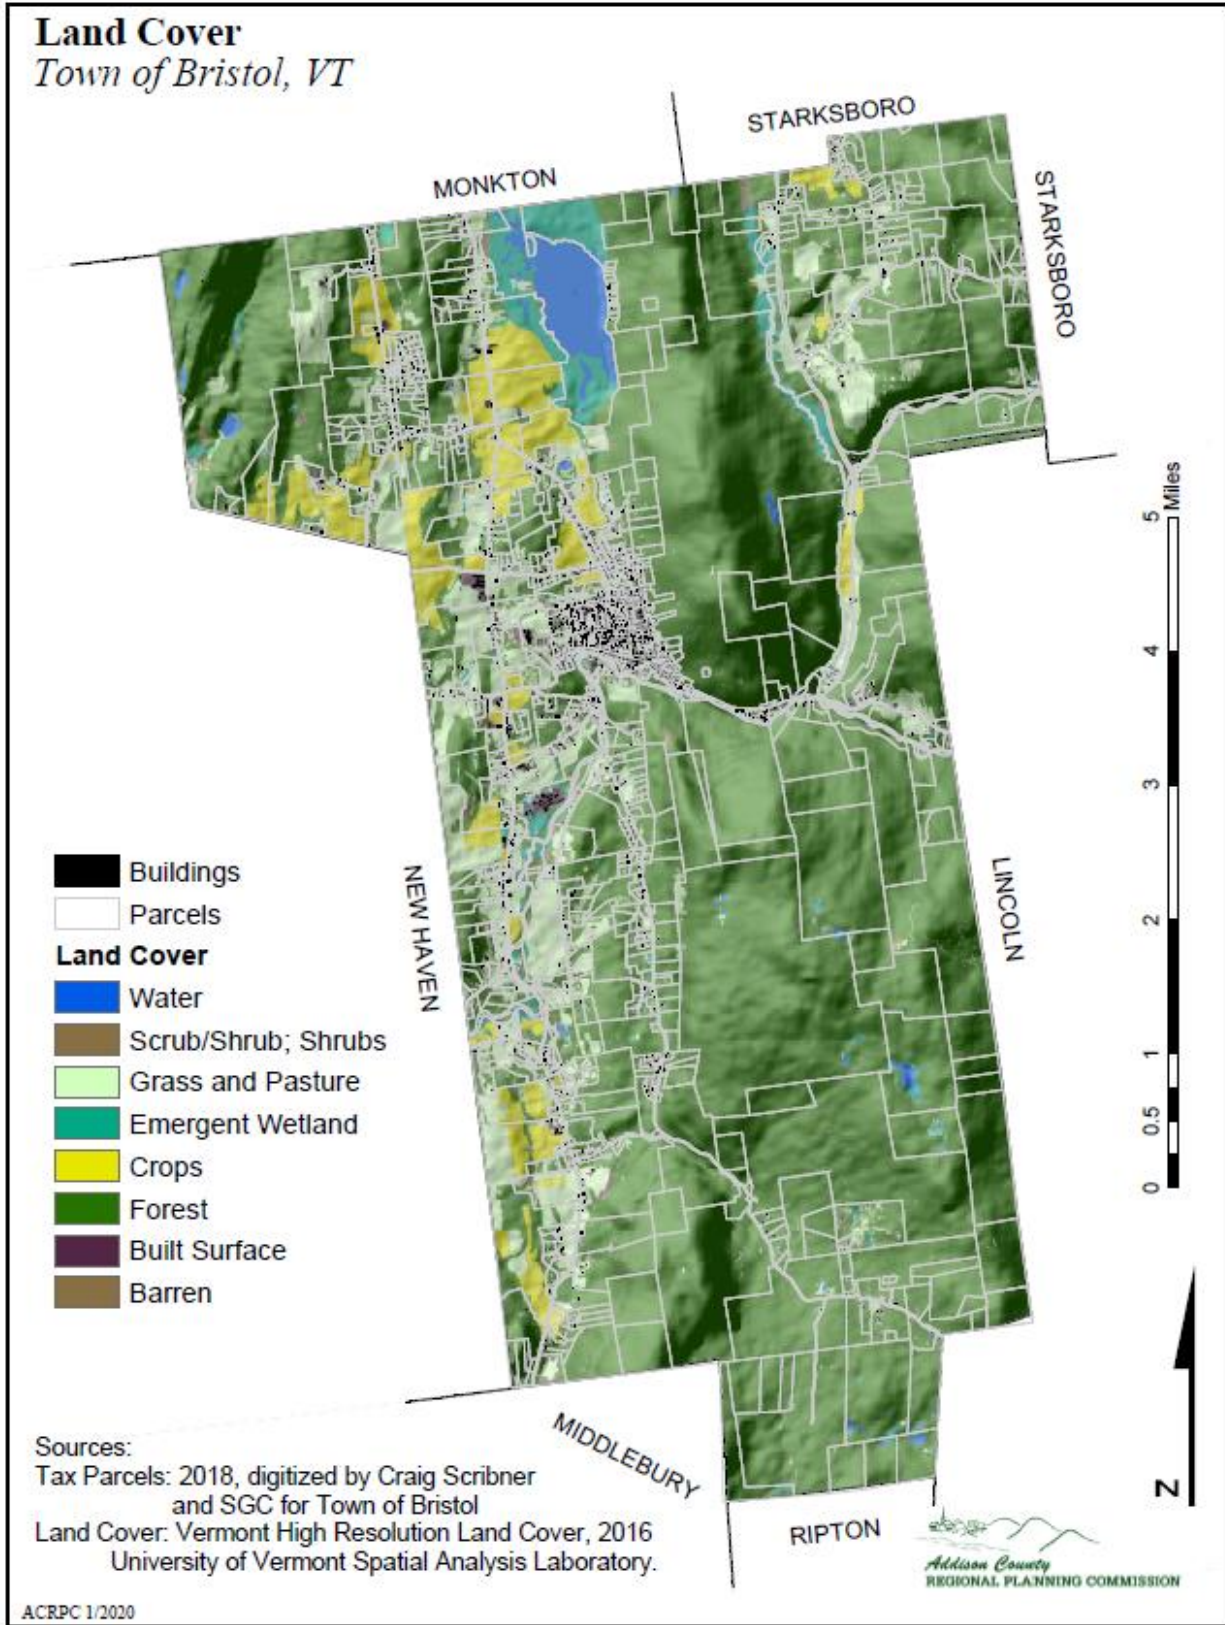 Land Cover
Town of Bristol, VT
STARKSBORO
MONKTON
STARKSBORO
5 Miles
4
3
2
1
0.5
0
Buildings
Parcels
NEW HAVEN
LINCOLN
Land Cover
Water
Scrub/Shrub; Shrubs
Grass and Pasture
Emergent Wetland
Crops
Forest
Built Surface
Barren
MIDDLEBURY
Sources:
Tax Parcels: 2018, digitized by Craig Scribner
and SGC for Town of Bristol
Land Cover: Vermont High Resolution Land Cover, 2016
University of Vermont Spatial Analysis Laboratory.
RIPTON
N
Addison County
REGIONAL PLANNING COMMISSION
ACRPC 1/2020